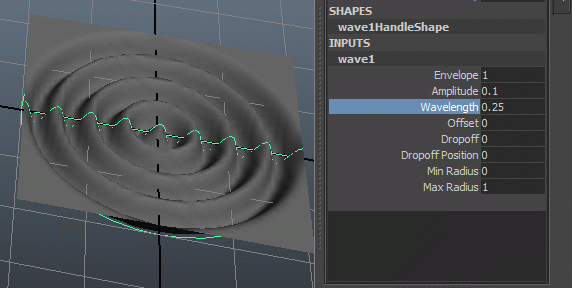 SHAPES
wave1HandleShape
INPUTS
wave1
Envelope 1
Amplitude 0.1
Wavelength 0.25
Offset 0
Dropoff 0
Dropoff Position 0
Min Radius 0
Max Radius 1